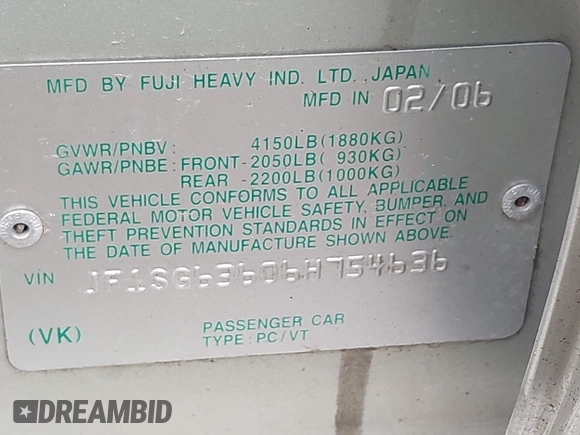 MFD BY FUJI HEAVY IND. LTD. JAPAN
MFD IN 02/06
GVWR/PNBV: 4150LB(1880KG)
GAWR/PNBE: FRONT-2050LB( 930KG)
REAR -2200LB(1000KG)
THIS VEHICLE CONFORMS TO ALL APPLICABLE
FEDERAL MOTOR VEHICLE SAFETY, BUMPER, AND
THEFT PREVENTION STANDARDS IN EFFECT ON
THE DATE OF MANUFACTURE SHOWN ABOVE.
VIN JF1SG63606H754636
(VK) PASSENGER CAR
TYPE: PC/VT
DREAMBID